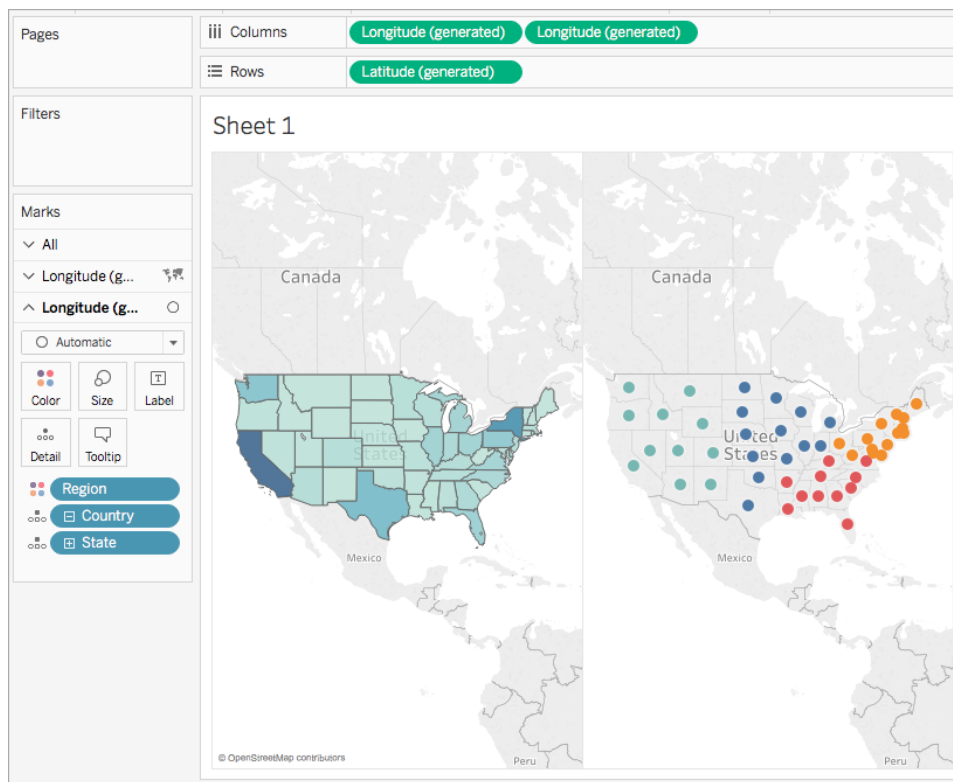 Pages
Columns
Longitude (generated)
Longitude (generated)
Rows
Latitude (generated)
Filters
Marks
All
Longitude (g...
Longitude (g...
Automatic
Color
Size
Label
Detail
Tooltip
Region
Country
State
Sheet 1
Canada
United
States
Mexico
Peru
© OpenStreetMap contributors
Canada
United
States
Mexico
Peru